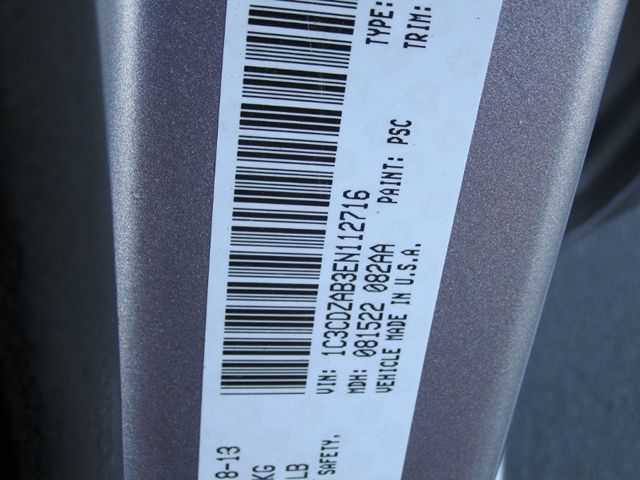 8-13
KG
LB
SAFETY,
VIN: 1C3CDZAB3EN112716
TYPE:
MDH: 081522 082AA PAINT: PSC TRIM:
VEHICLE MADE IN U.S.A.